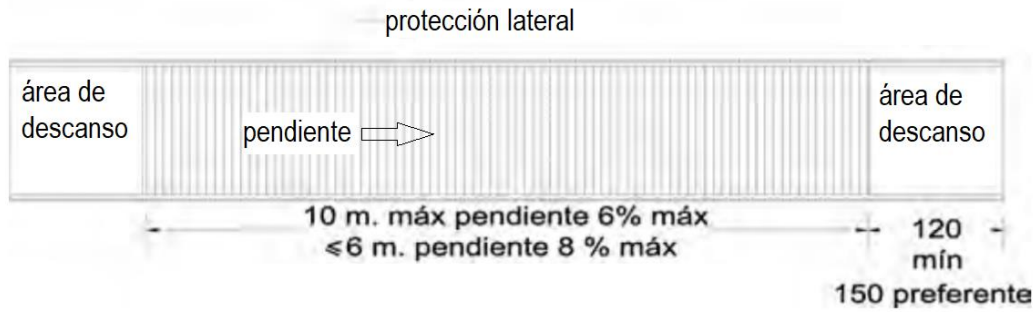 protección lateral
área de
descanso
pendiente
área de
descanso
10 m. máx pendiente 6% máx
≤6 m. pendiente 8 % máx
120
mín
150 preferente